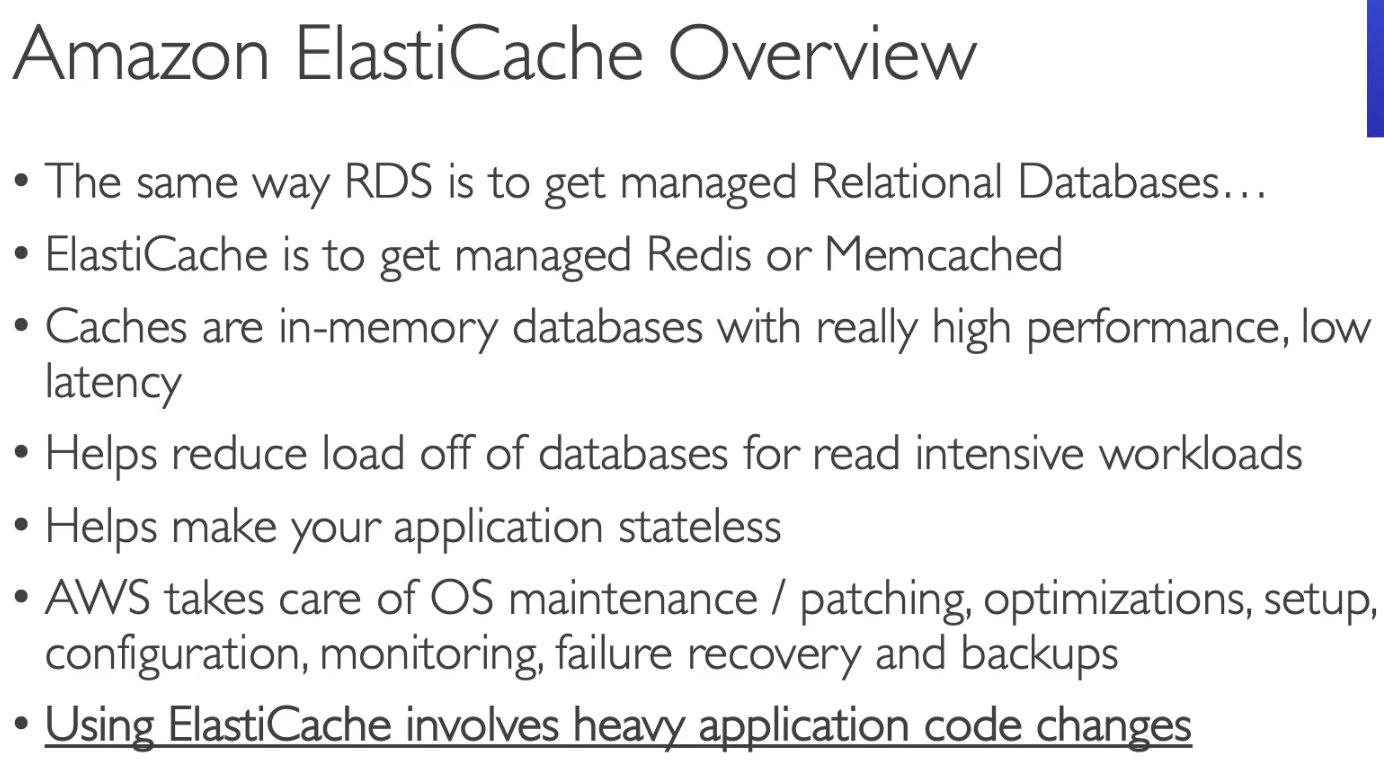 Amazon ElastiCache Overview
• The same way RDS is to get managed Relational Databases…
• ElastiCache is to get managed Redis or Memcached
• Caches are in-memory databases with really high performance, low
latency
• Helps reduce load off of databases for read intensive workloads
• Helps make your application stateless
• AWS takes care of OS maintenance / patching, optimizations, setup,
configuration, monitoring, failure recovery and backups
• Using ElastiCache involves heavy application code changes